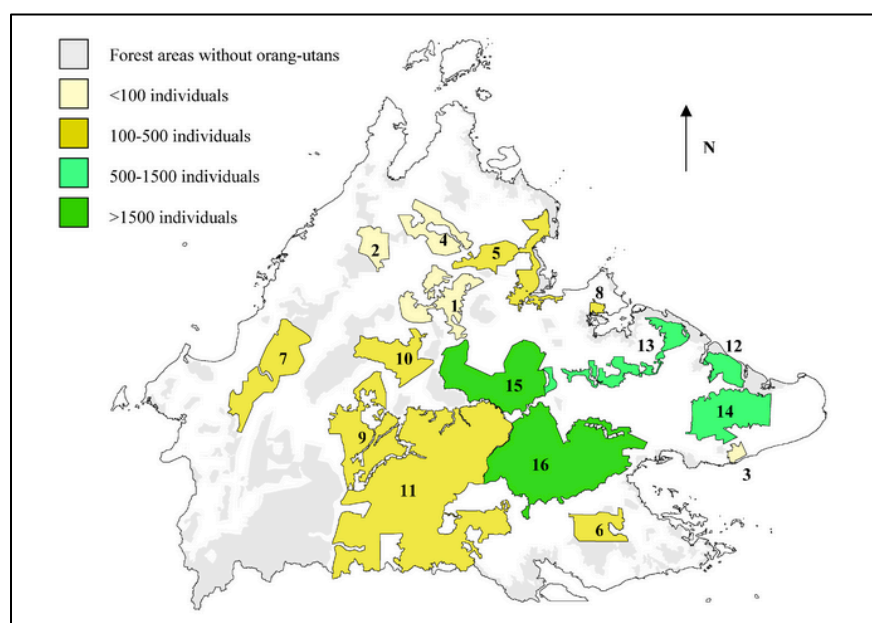 Forest areas without orang-utans
<100 individuals
100-500 individuals
500-1500 individuals
>1500 individuals
N
2
4
5
8
1
13
12
7
10
15
14
9
16
3
11
6